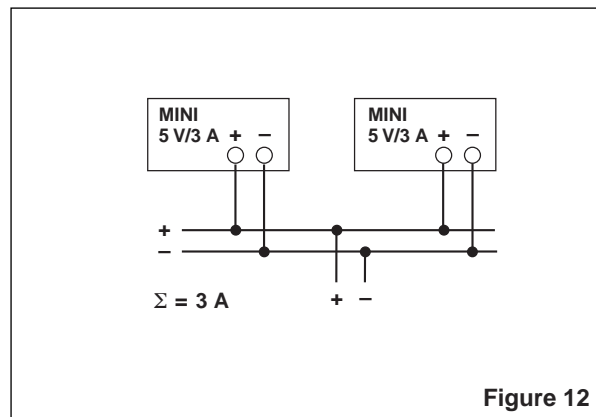 MINI
5 V/3 A + −
MINI
5 V/3 A + −
+
−
Σ = 3 A
+ −
Figure 12